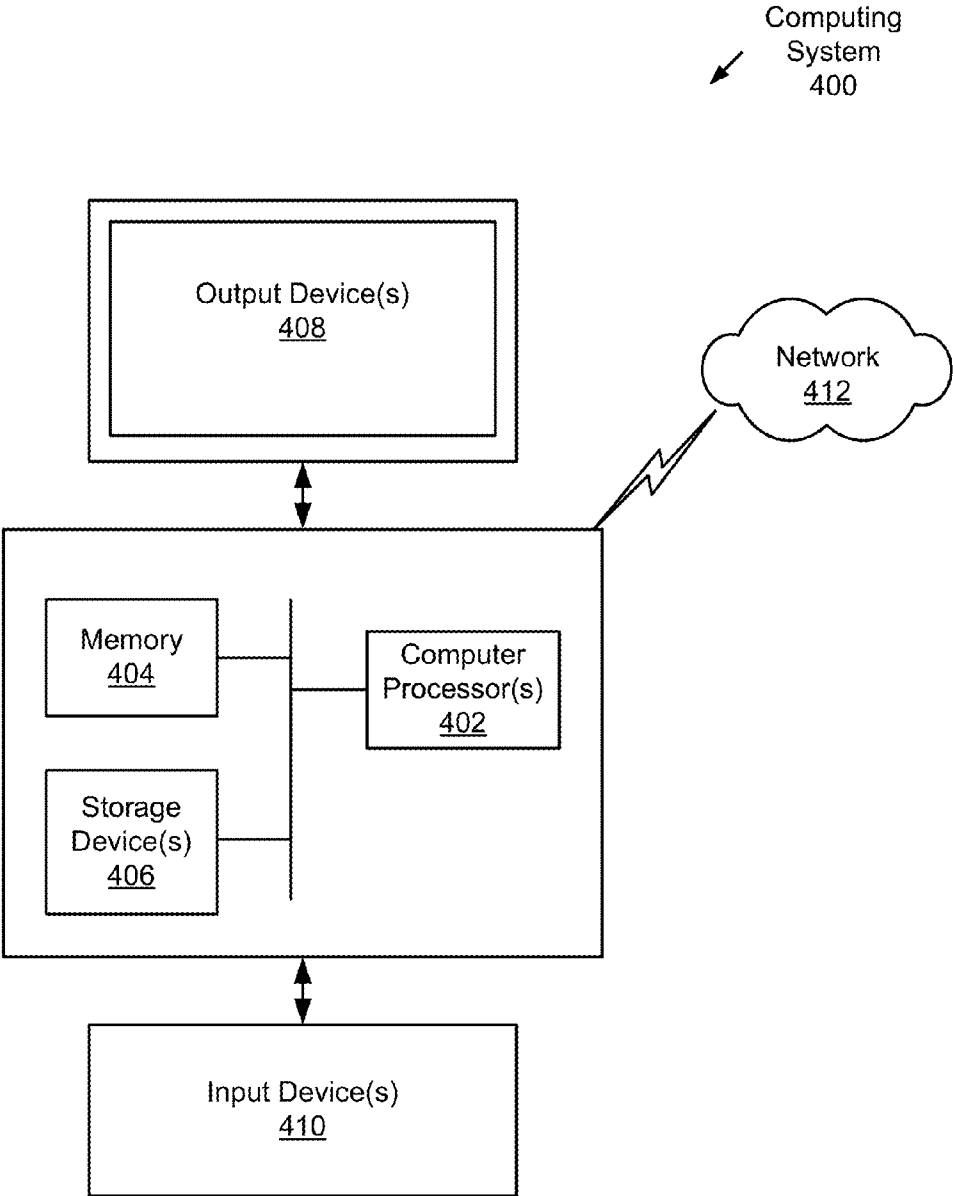 Computing
System
400
Output Device(s)
408
Network
412
Memory
404
Computer
Processor(s)
402
Storage
Device(s)
406
Input Device(s)
410